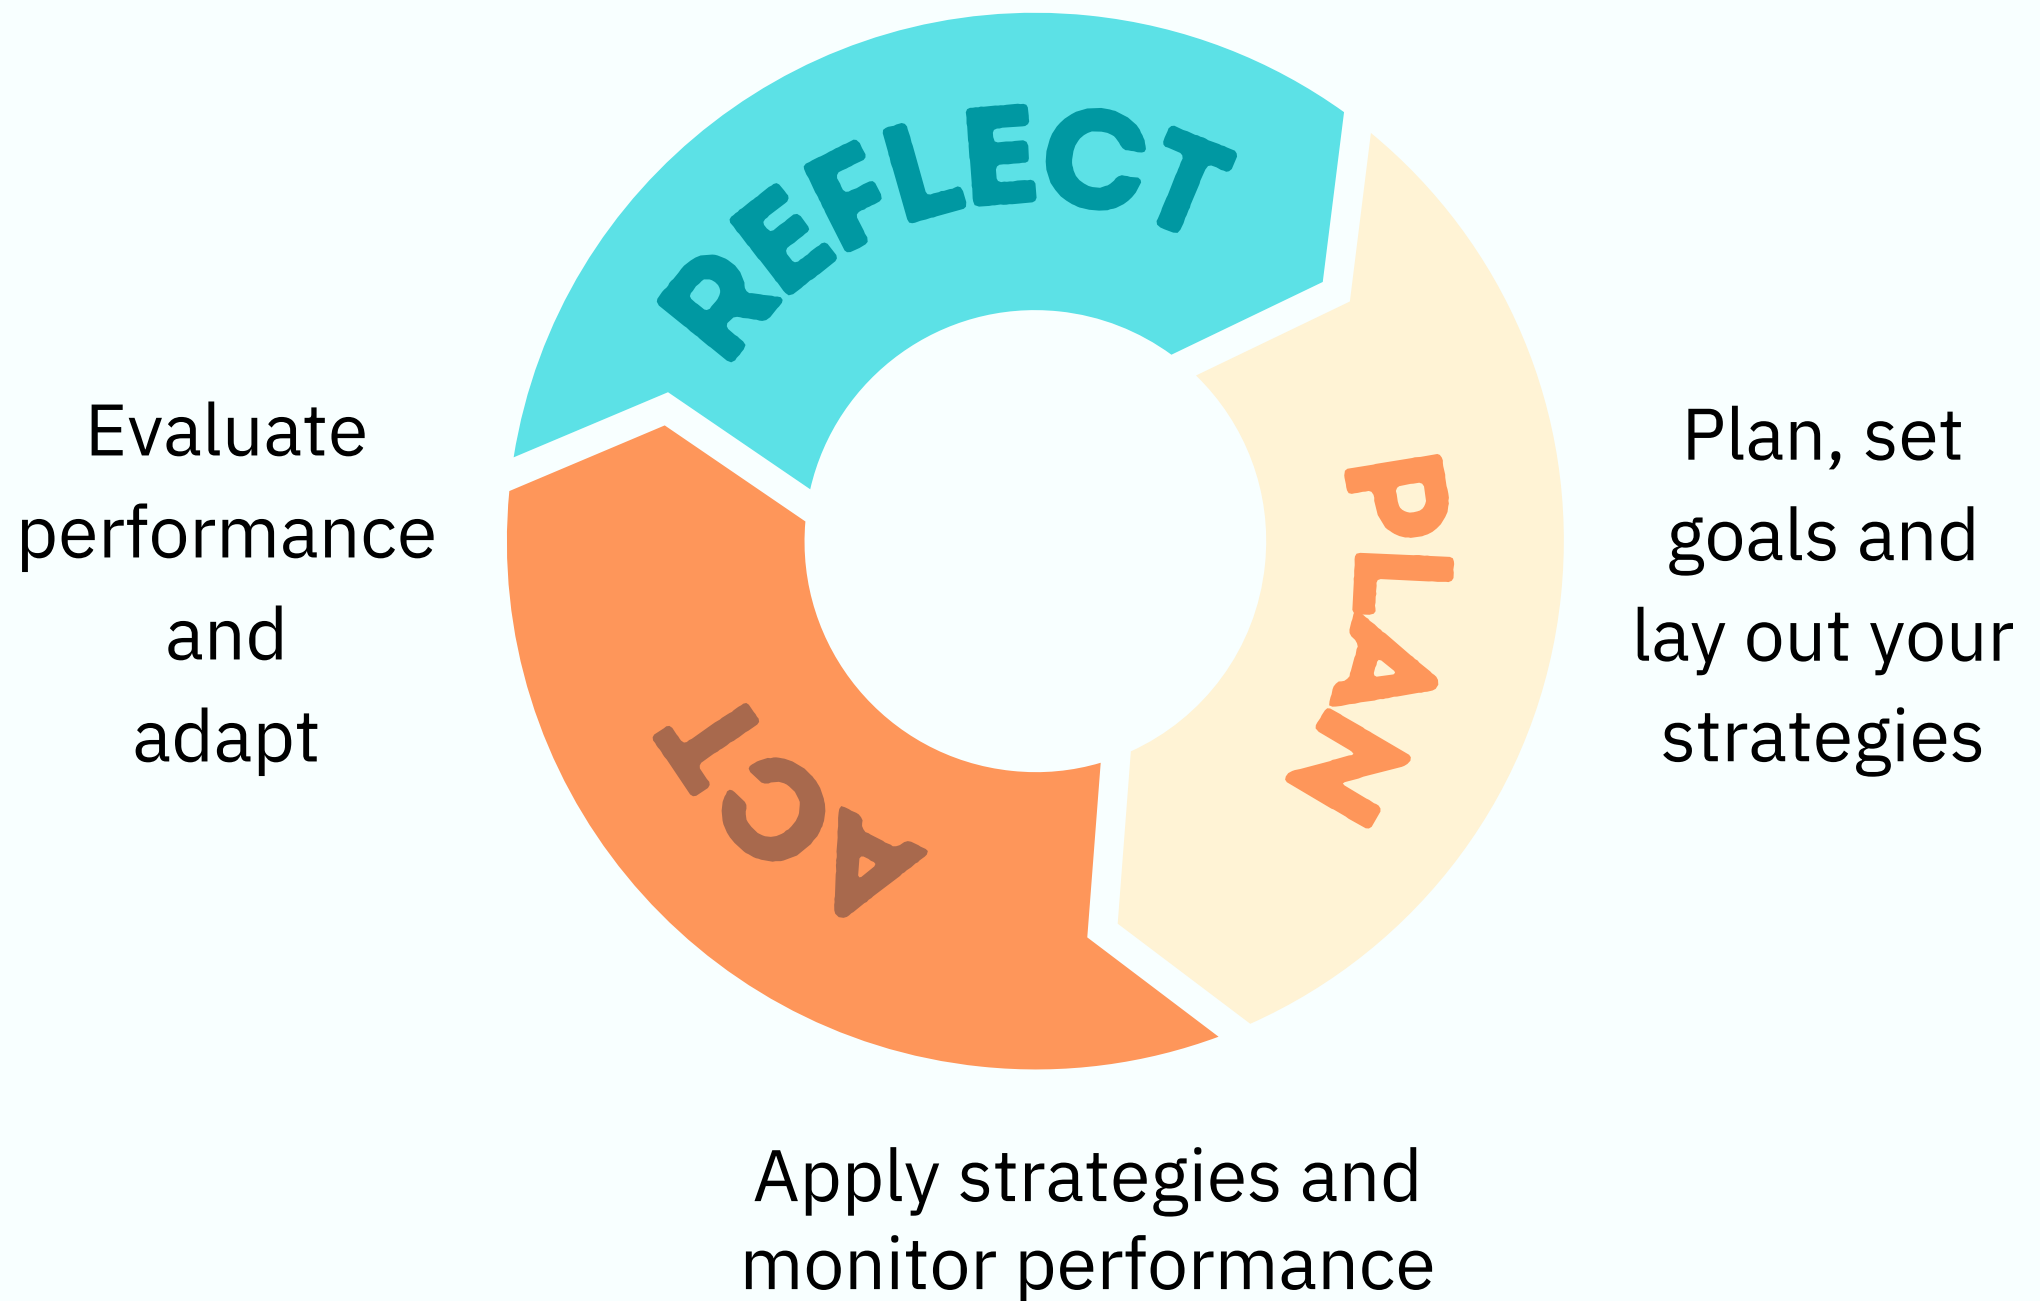 REFLECT
PLAN
ACT
Evaluate
performance
and
adapt
Plan, set
goals and
lay out your
strategies
Apply strategies and
monitor performance